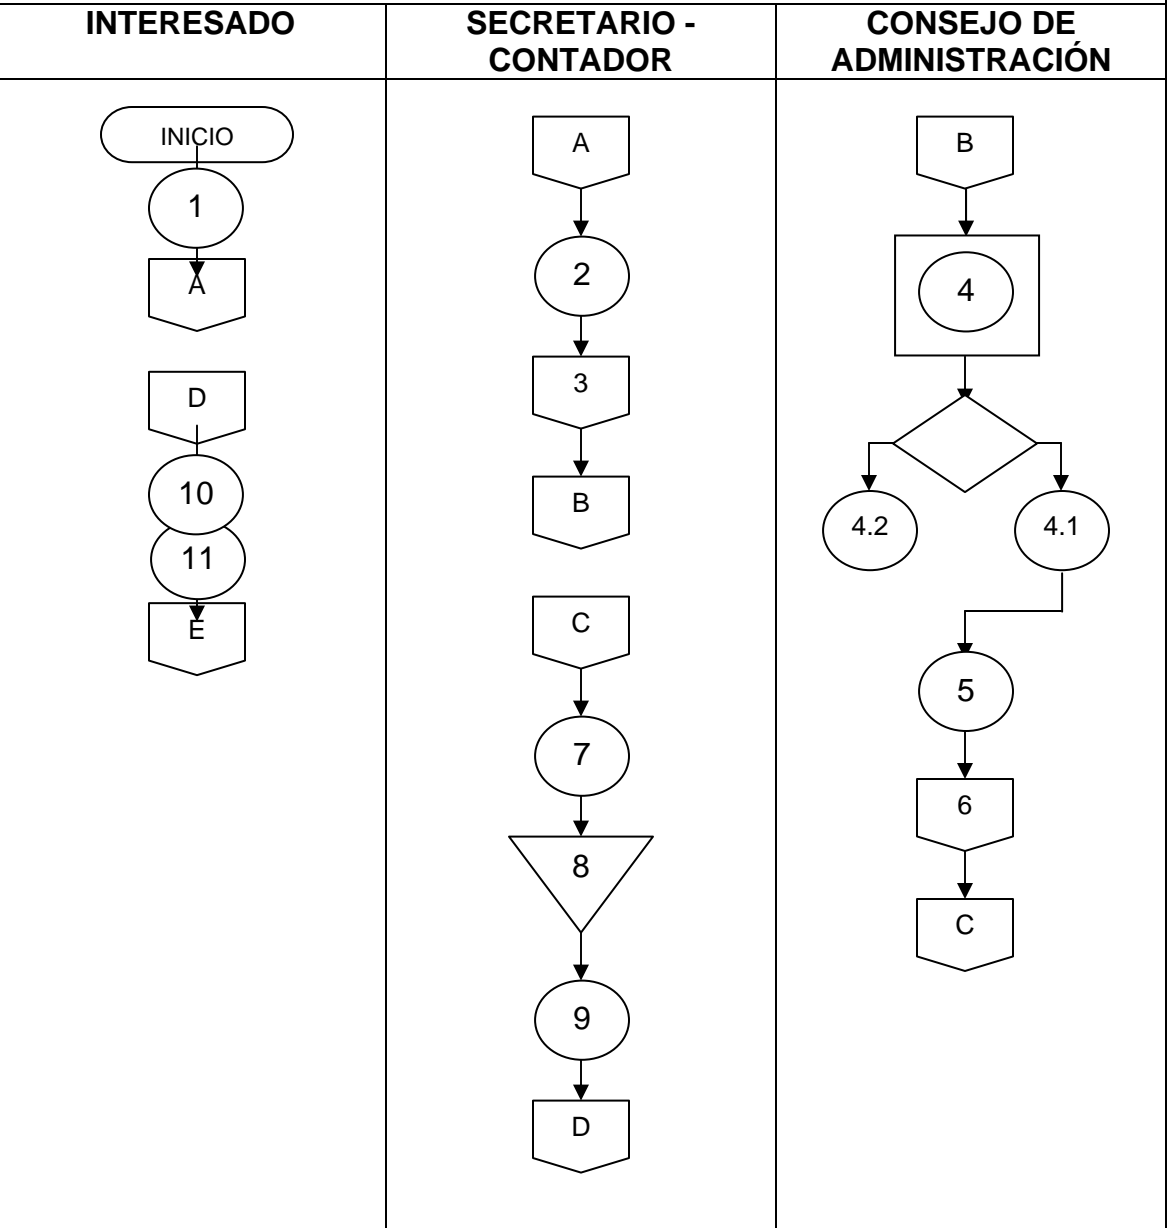 INTERESADO
SECRETARIO -
CONTADOR
CONSEJO DE
ADMINISTRACIÓN
INICIO
1
A
D
10
11
E
A
2
3
B
C
7
8
9
D
B
4
4.2
4.1
5
6
C